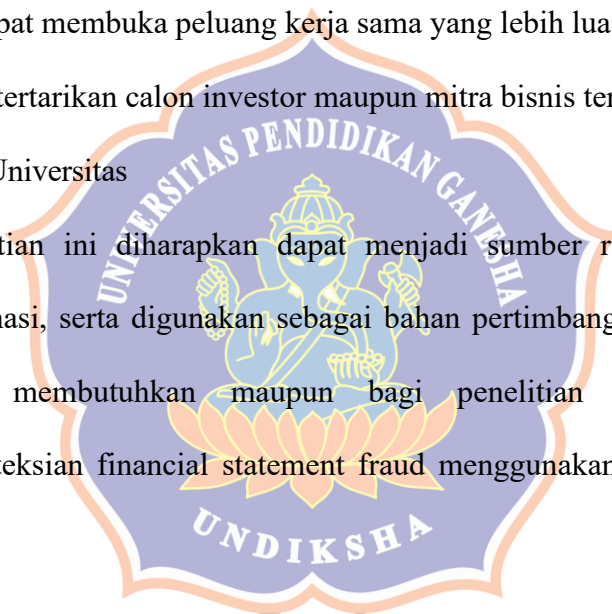 pat membuka peluang kerja sama yang lebih lua
tertarikan calon investor maupun mitra bisnis ter
Universitas
UNIVERSITAS PENDIDIKAN GANESHA
tian ini diharapkan dapat menjadi sumber r
nasi, serta digunakan sebagai bahan pertimbang
membutuhkan maupun bagi penelitian
teksian financial statement fraud menggunakan
UNDIKSHA